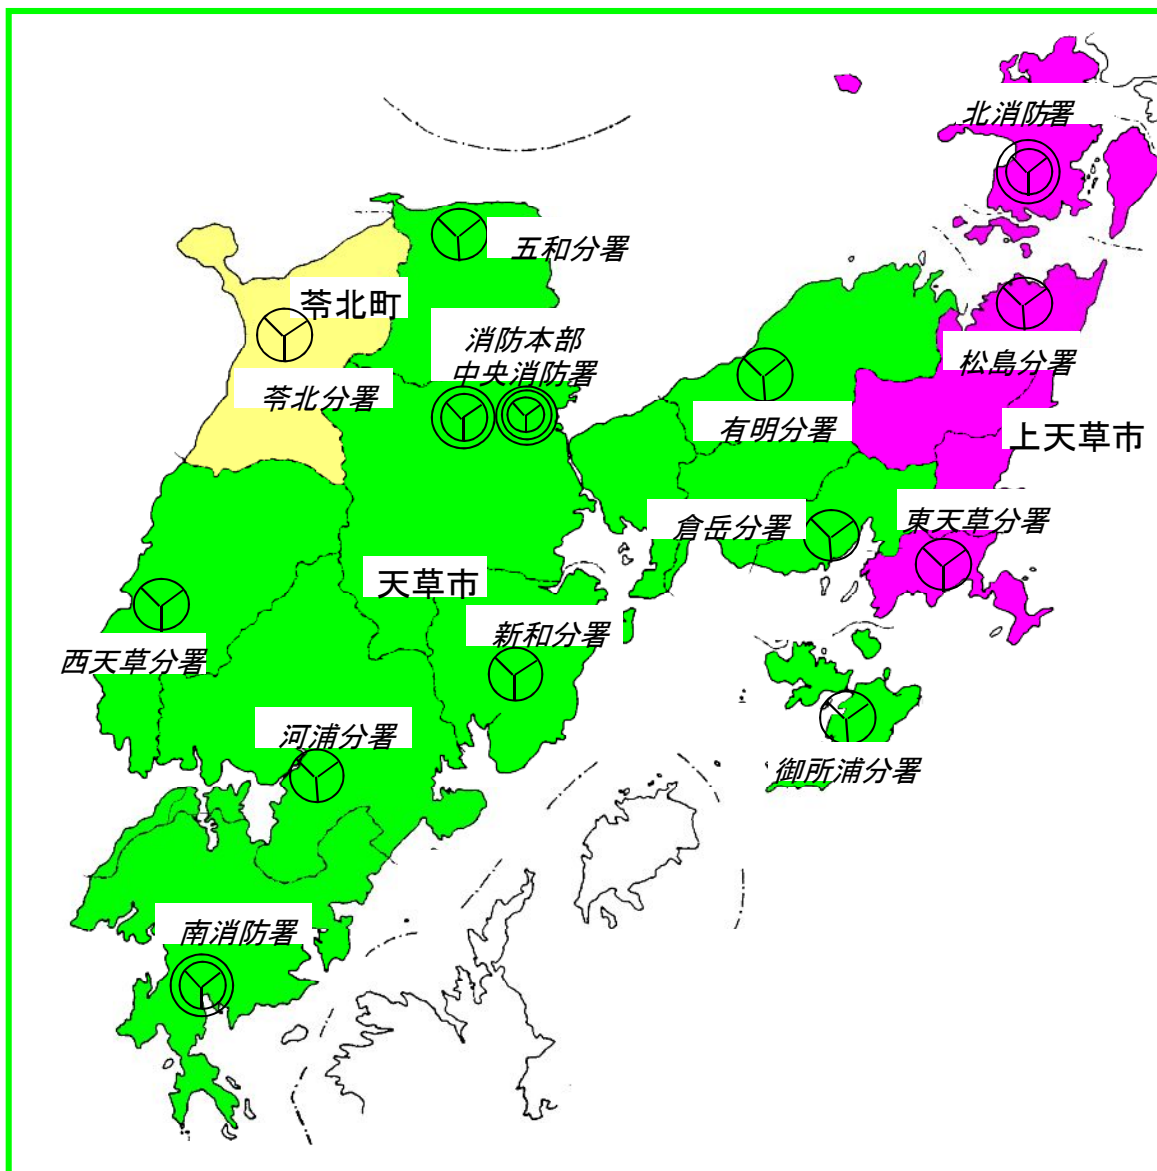 北消防署
五和分署
苓北町
消防本部
中央消防署
松島分署
苓北分署
有明分署
上天草市
倉岳分署
東天草分署
天草市
新和分署
西天草分署
河浦分署
御所浦分署
南消防署